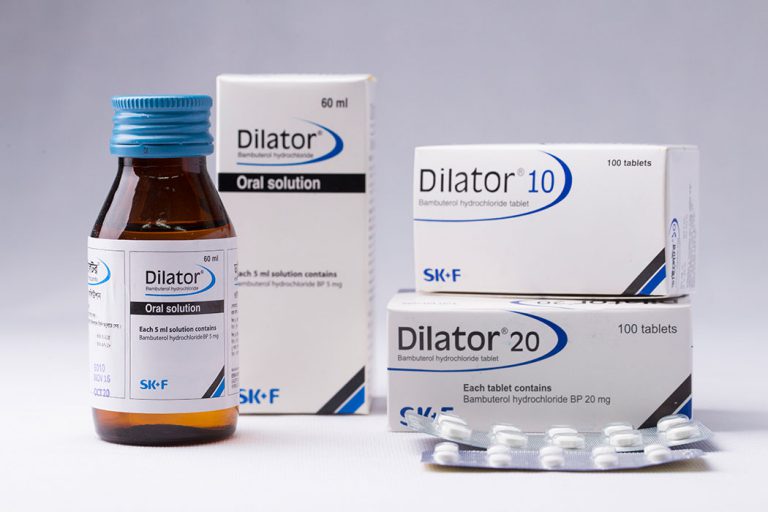 60 ml
Dilator®
Bambuterol hydrochloride
Oral solution
Each 5 ml solution contains
Bambuterol hydrochloride BP 5 mg
SK+F
60 ml
Dilator®
Bambuterol hydrochloride
Oral solution
Each 5 ml solution contains
Bambuterol hydrochloride BP 5 mg
SK+F
100 tablets
Dilator® 10
Bambuterol hydrochloride tablet
SK+F
100 tablets
Dilator® 20
Bambuterol hydrochloride tablet
Each tablet contains
Bambuterol hydrochloride BP 20 mg
SK+F